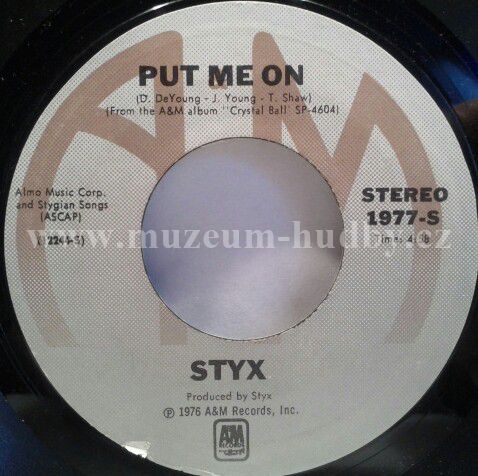 PUT ME ON
(D. DeYoung - J. Young - T. Shaw)
(From the A&M album "Crystal Ball' SP-4604)
Almo Music Corp.
and Stygian Songs
(ASCAP)
STEREO
1977-S
www.muzeum-hudby.cz
STYX
Produced by Styx
℗ 1976 A&M Records, Inc.
A&M
RECORDS